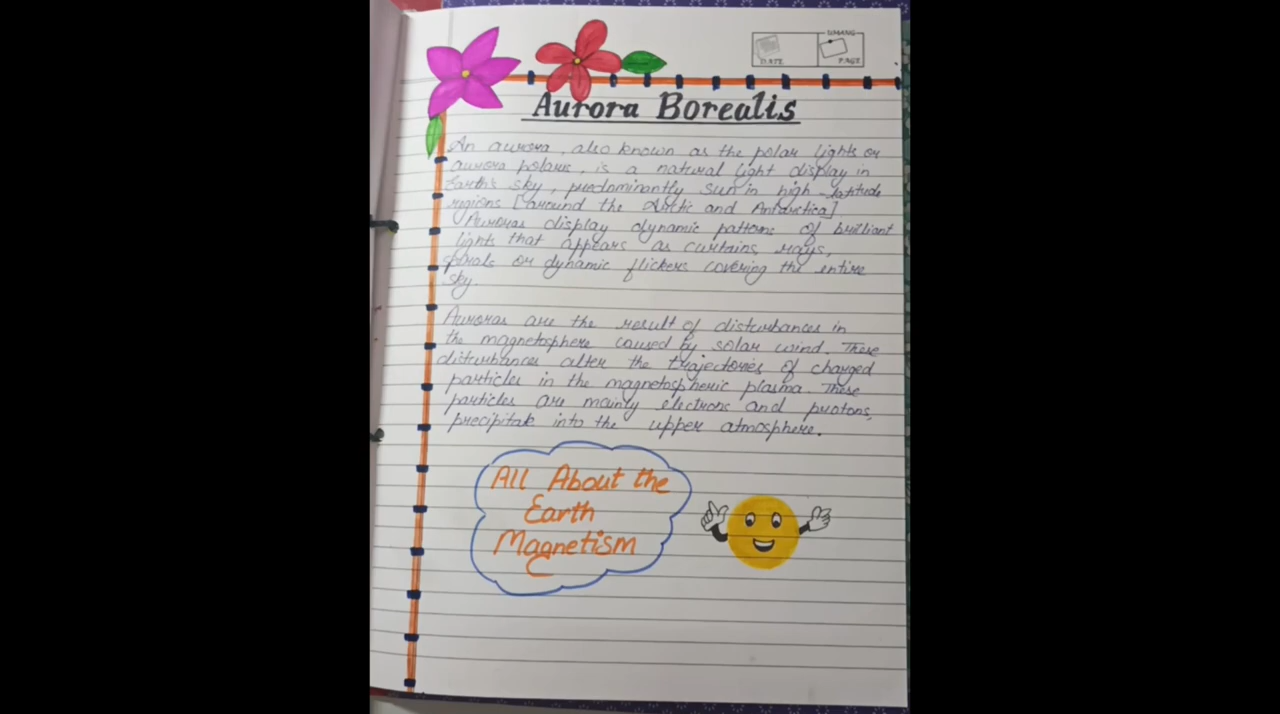 UMANG
DATE
PAGE
Aurora Borealis
An aurora, also known as the polar lights or
aurora polaris, is a natural light display in
Earth's sky, predominantly sun in high-latitude
regions [around the Arctic and Antarctica]
Auroras display dynamic patterns of brilliant
lights that appears as curtains, rays,
spirals or dynamic flickers covering the entire
sky.
Auroras are the result of disturbances in
the magnetosphere caused by solar wind. These
disturbances alter the trajectories of charged
particles in the magnetospheric plasma. These
particles are mainly electrons and protons,
precipitate into the upper atmosphere.
All About the
Earth
Magnetism